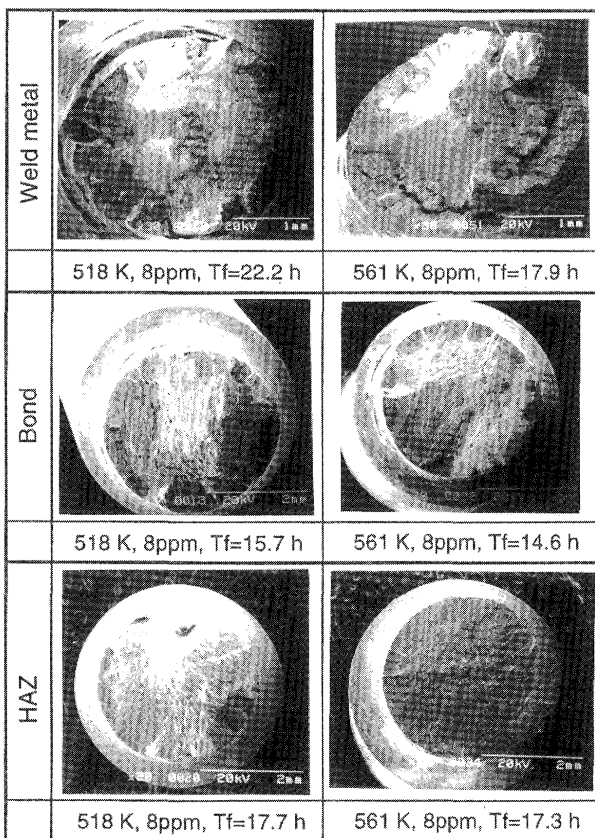 Weld metal
20kV 1mm
20kV 1mm
518 K, 8ppm, Tf=22.2 h
561 K, 8ppm, Tf=17.9 h
Bond
0013 20kV 2mm
518 K, 8ppm, Tf=15.7 h
561 K, 8ppm, Tf=14.6 h
HAZ
0020 20kV 2mm
20kV 2mm
518 K, 8ppm, Tf=17.7 h
561 K, 8ppm, Tf=17.3 h